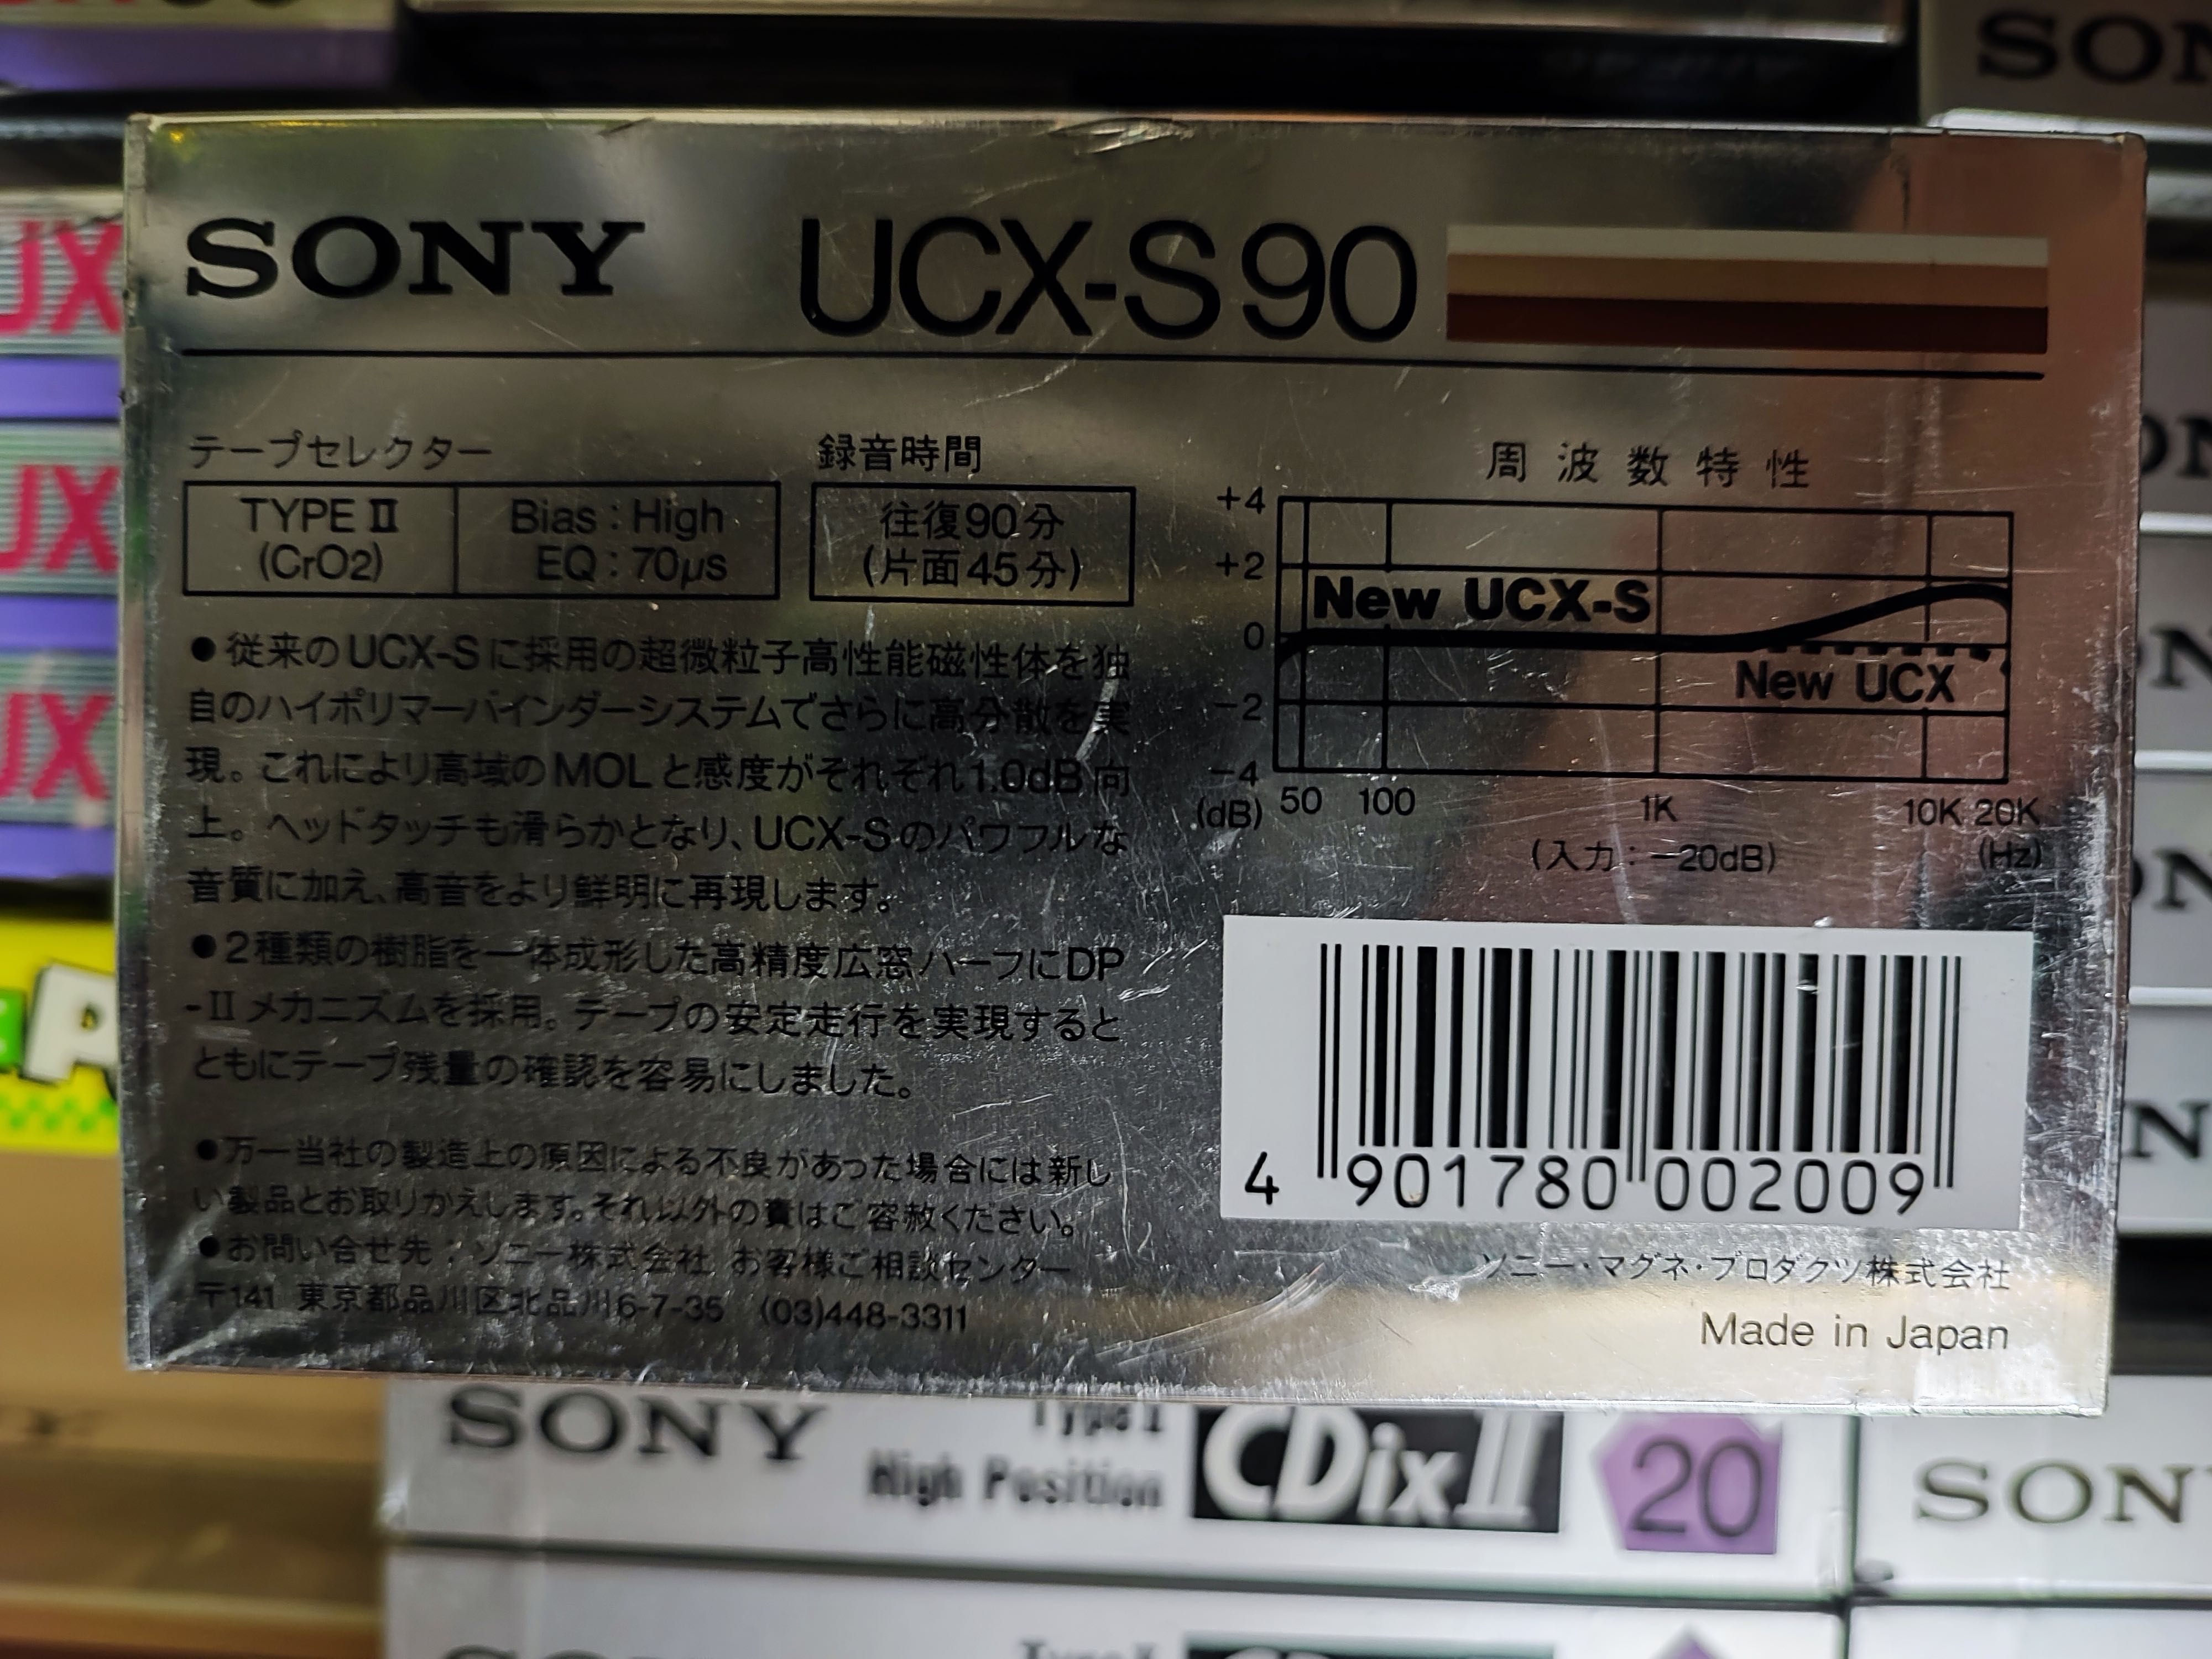 SONY UCX-S90
テープセレクター
TYPE II
(CrO2)
Bias : High
EQ : 70μs
録音時間
往復90分
(片面45分)
●従来のUCX-Sに採用の超微粒子高性能磁性体を独
自のハイポリマーバインダーシステムでさらに高分散を実
現。これにより高域のMOLと感度がそれぞれ1.0dB向
上。ヘッドタッチも滑らかとなり、UCX-Sのパワフルな
音質に加え、高音をより鮮明に再現します。
●2種類の樹脂を一体成形した高精度広窓ハーフにDP
-IIメカニズムを採用。テープの安定走行を実現すると
ともにテープ残量の確認を容易にしました。
●万一当社の製造上の原因による不良があった場合には新し
い製品とお取りかえします。それ以外の責はご容赦ください。
●お問い合せ先：ソニー株式会社 お客様ご相談センター
〒141 東京都品川区北品川6-7-35 (03)448-3311
周波数特性
+4
+2
0
-2
-4
(dB)
New UCX-S
New UCX
50 100 1K 10K 20K
(入力：-20dB) (Hz)
4 901780 002009
ソニー・マグネ・プロダクツ株式会社
Made in Japan
SONY
High Position
CDixII
20